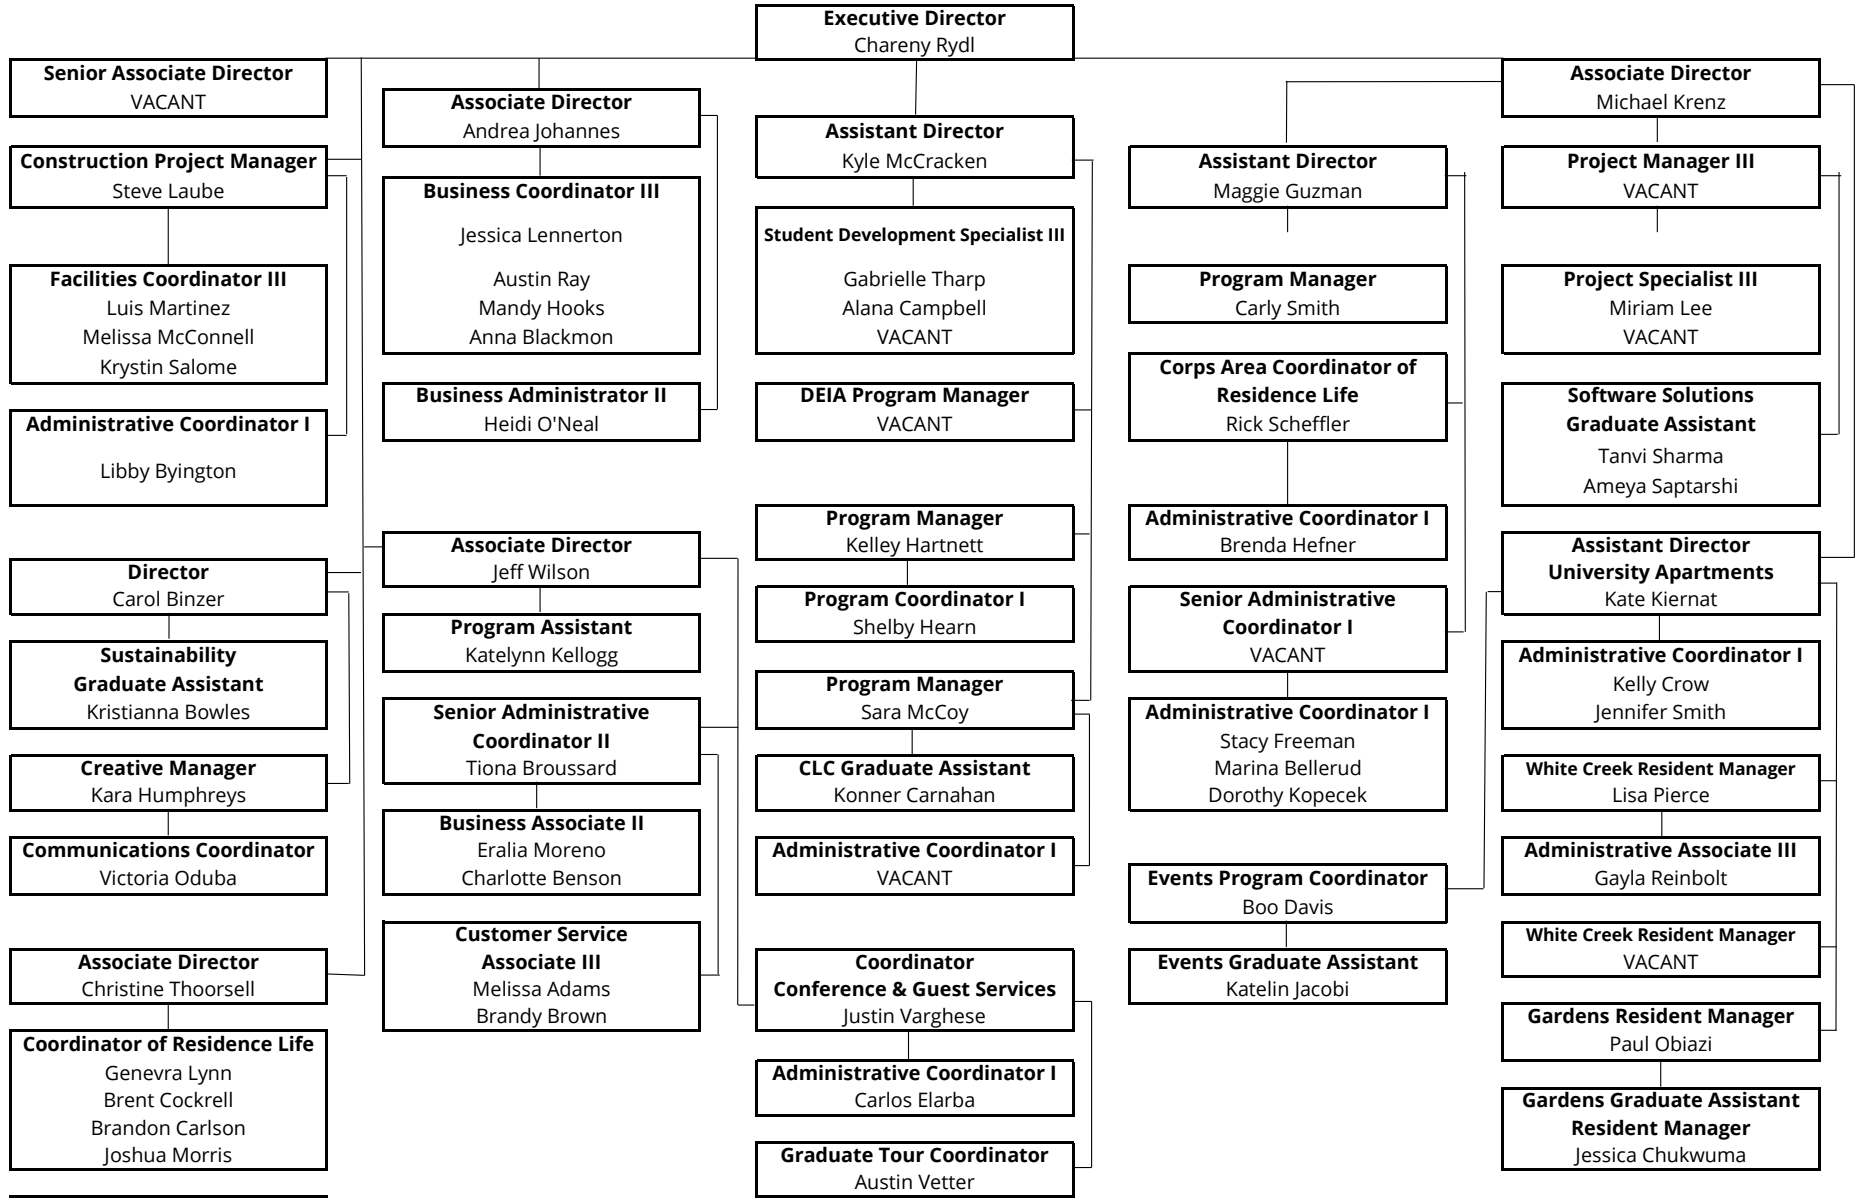 Executive Director
Chareny Rydl
Senior Associate Director
VACANT
Construction Project Manager
Steve Laube
Facilities Coordinator III
Luis Martinez
Melissa McConnell
Krystin Salome
Administrative Coordinator I
Libby Byington
Director
Carol Binzer
Sustainability
Graduate Assistant
Kristianna Bowles
Creative Manager
Kara Humphreys
Communications Coordinator
Victoria Oduba
Associate Director
Christine Thoorsell
Coordinator of Residence Life
Genevra Lynn
Brent Cockrell
Brandon Carlson
Joshua Morris
Associate Director
Andrea Johannes
Business Coordinator III
Jessica Lennerton
Austin Ray
Mandy Hooks
Anna Blackmon
Business Administrator II
Heidi O'Neal
Associate Director
Jeff Wilson
Program Assistant
Katelynn Kellogg
Senior Administrative
Coordinator II
Tiona Broussard
Business Associate II
Eralia Moreno
Charlotte Benson
Customer Service
Associate III
Melissa Adams
Brandy Brown
Assistant Director
Kyle McCracken
Student Development Specialist III
Gabrielle Tharp
Alana Campbell
VACANT
DEIA Program Manager
VACANT
Program Manager
Kelley Hartnett
Program Coordinator I
Shelby Hearn
Program Manager
Sara McCoy
CLC Graduate Assistant
Konner Carnahan
Administrative Coordinator I
VACANT
Coordinator
Conference & Guest Services
Justin Varghese
Administrative Coordinator I
Carlos Elarba
Graduate Tour Coordinator
Austin Vetter
Assistant Director
Maggie Guzman
Program Manager
Carly Smith
Corps Area Coordinator of
Residence Life
Rick Scheffler
Administrative Coordinator I
Brenda Hefner
Senior Administrative
Coordinator I
VACANT
Administrative Coordinator I
Stacy Freeman
Marina Bellerud
Dorothy Kopecek
Events Program Coordinator
Boo Davis
Events Graduate Assistant
Katelin Jacobi
Associate Director
Michael Krenz
Project Manager III
VACANT
Project Specialist III
Miriam Lee
VACANT
Software Solutions
Graduate Assistant
Tanvi Sharma
Ameya Saptarshi
Assistant Director
University Apartments
Kate Kiernat
Administrative Coordinator I
Kelly Crow
Jennifer Smith
White Creek Resident Manager
Lisa Pierce
Administrative Associate III
Gayla Reinbolt
White Creek Resident Manager
VACANT
Gardens Resident Manager
Paul Obiazi
Gardens Graduate Assistant
Resident Manager
Jessica Chukwuma